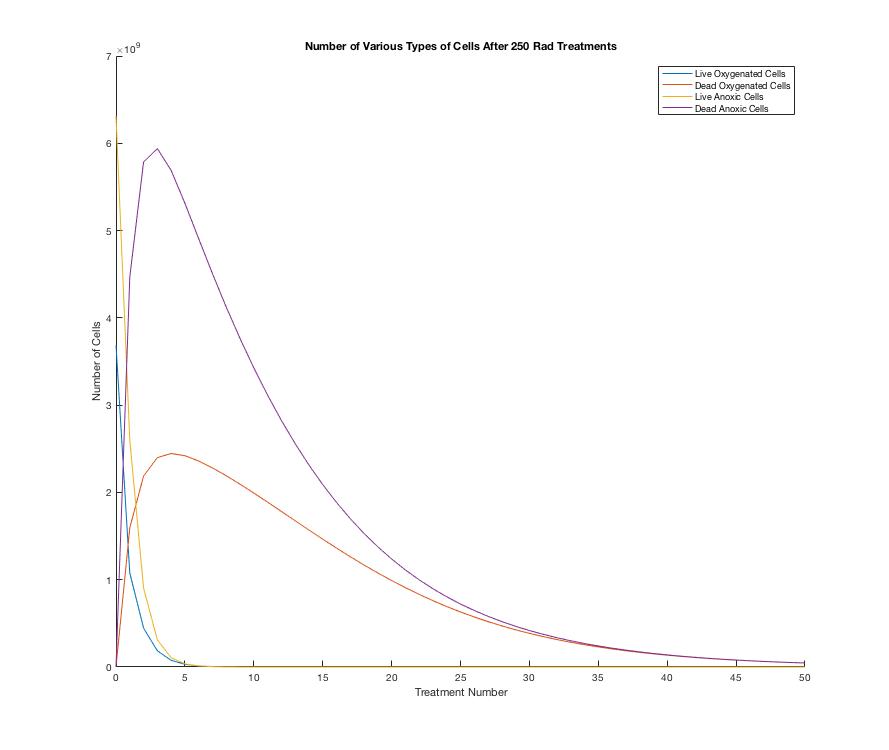 Number of Various Types of Cells After 250 Rad Treatments
×10⁹
Live Oxygenated Cells
Dead Oxygenated Cells
Live Anoxic Cells
Dead Anoxic Cells
7
6
5
4
3
2
1
0
Number of Cells
0 5 10 15 20 25 30 35 40 45 50
Treatment Number